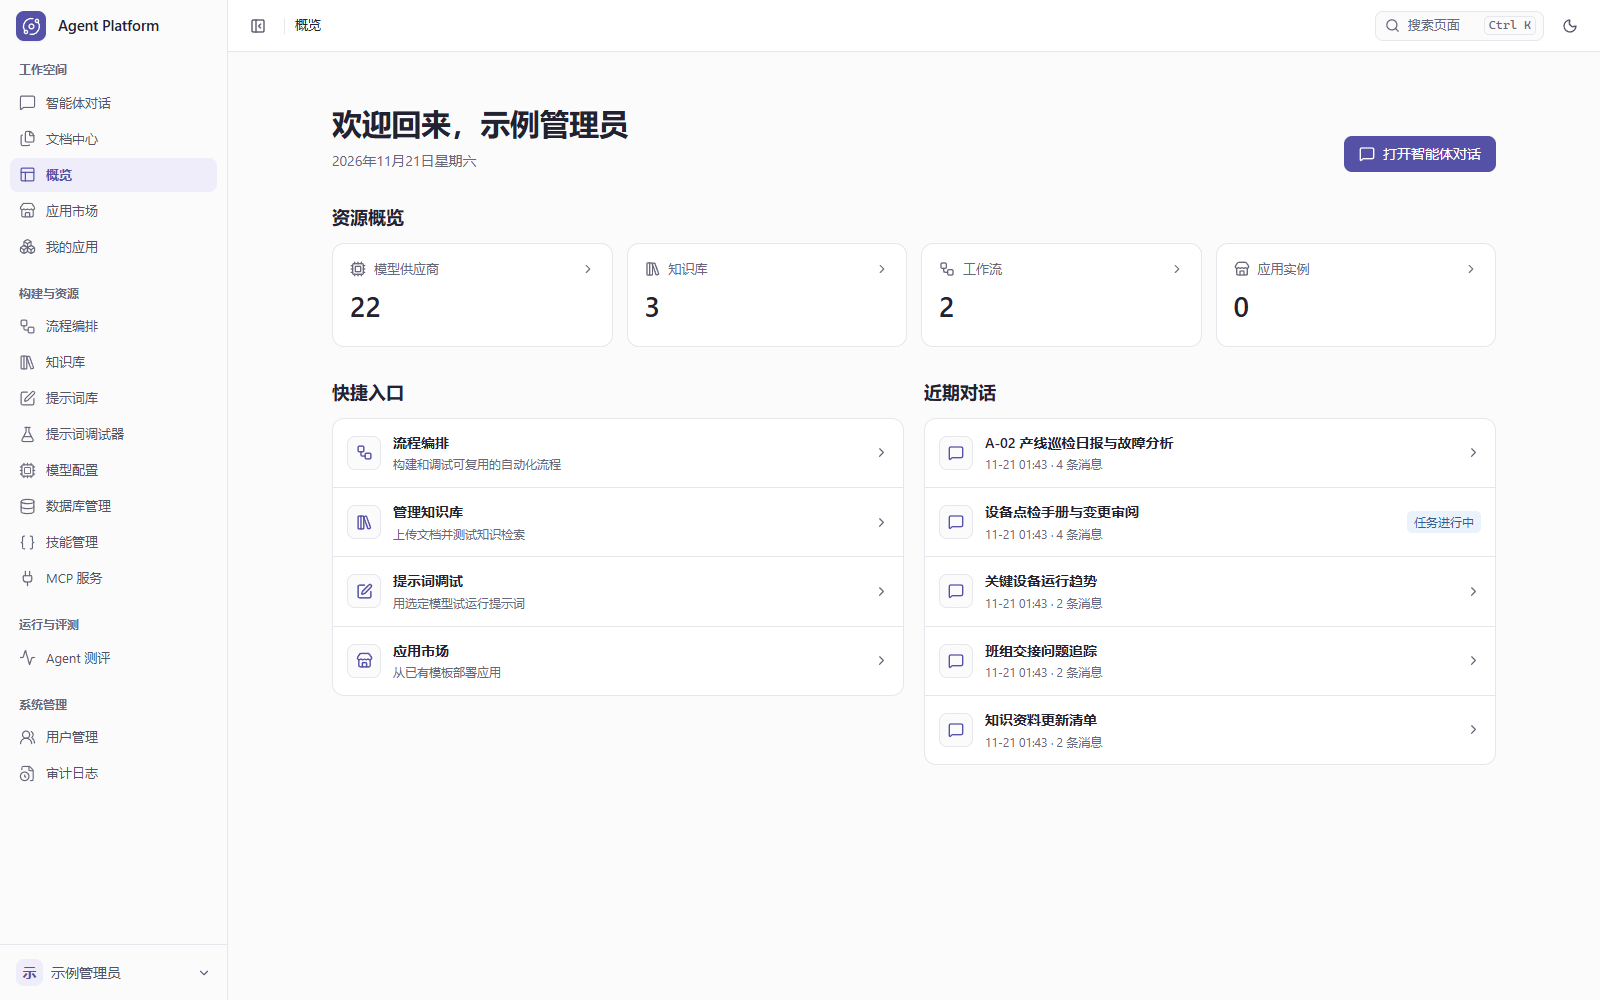 Agent Platform
工作空间
智能体对话
文档中心
概览
应用市场
我的应用
构建与资源
流程编排
知识库
提示词库
提示词调试器
模型配置
数据库管理
技能管理
MCP 服务
运行与评测
Agent 测评
系统管理
用户管理
审计日志
示 示例管理员
概览
搜索页面 Ctrl K
欢迎回来，示例管理员
2026年11月21日星期六
打开智能体对话
资源概览
模型供应商
22
知识库
3
工作流
2
应用实例
0
快捷入口
流程编排
构建和调试可复用的自动化流程
管理知识库
上传文档并测试知识检索
提示词调试
用选定模型试运行提示词
应用市场
从已有模板部署应用
近期对话
A-02 产线巡检日报与故障分析
11-21 01:43 · 4 条消息
设备点检手册与变更审阅
11-21 01:43 · 4 条消息
任务进行中
关键设备运行趋势
11-21 01:43 · 2 条消息
班组交接问题追踪
11-21 01:43 · 2 条消息
知识资料更新清单
11-21 01:43 · 2 条消息